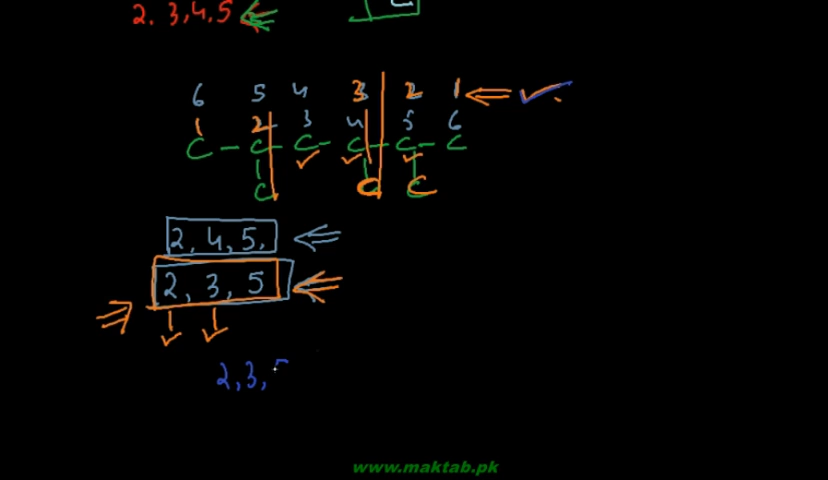 2. 3,4,5
6 5 4 3 2 1
1 2 3 4 5 6
C - C - C - C - C - C
C C C
2, 4, 5,
2, 3, 5
2, 3,
www.maktab.pk